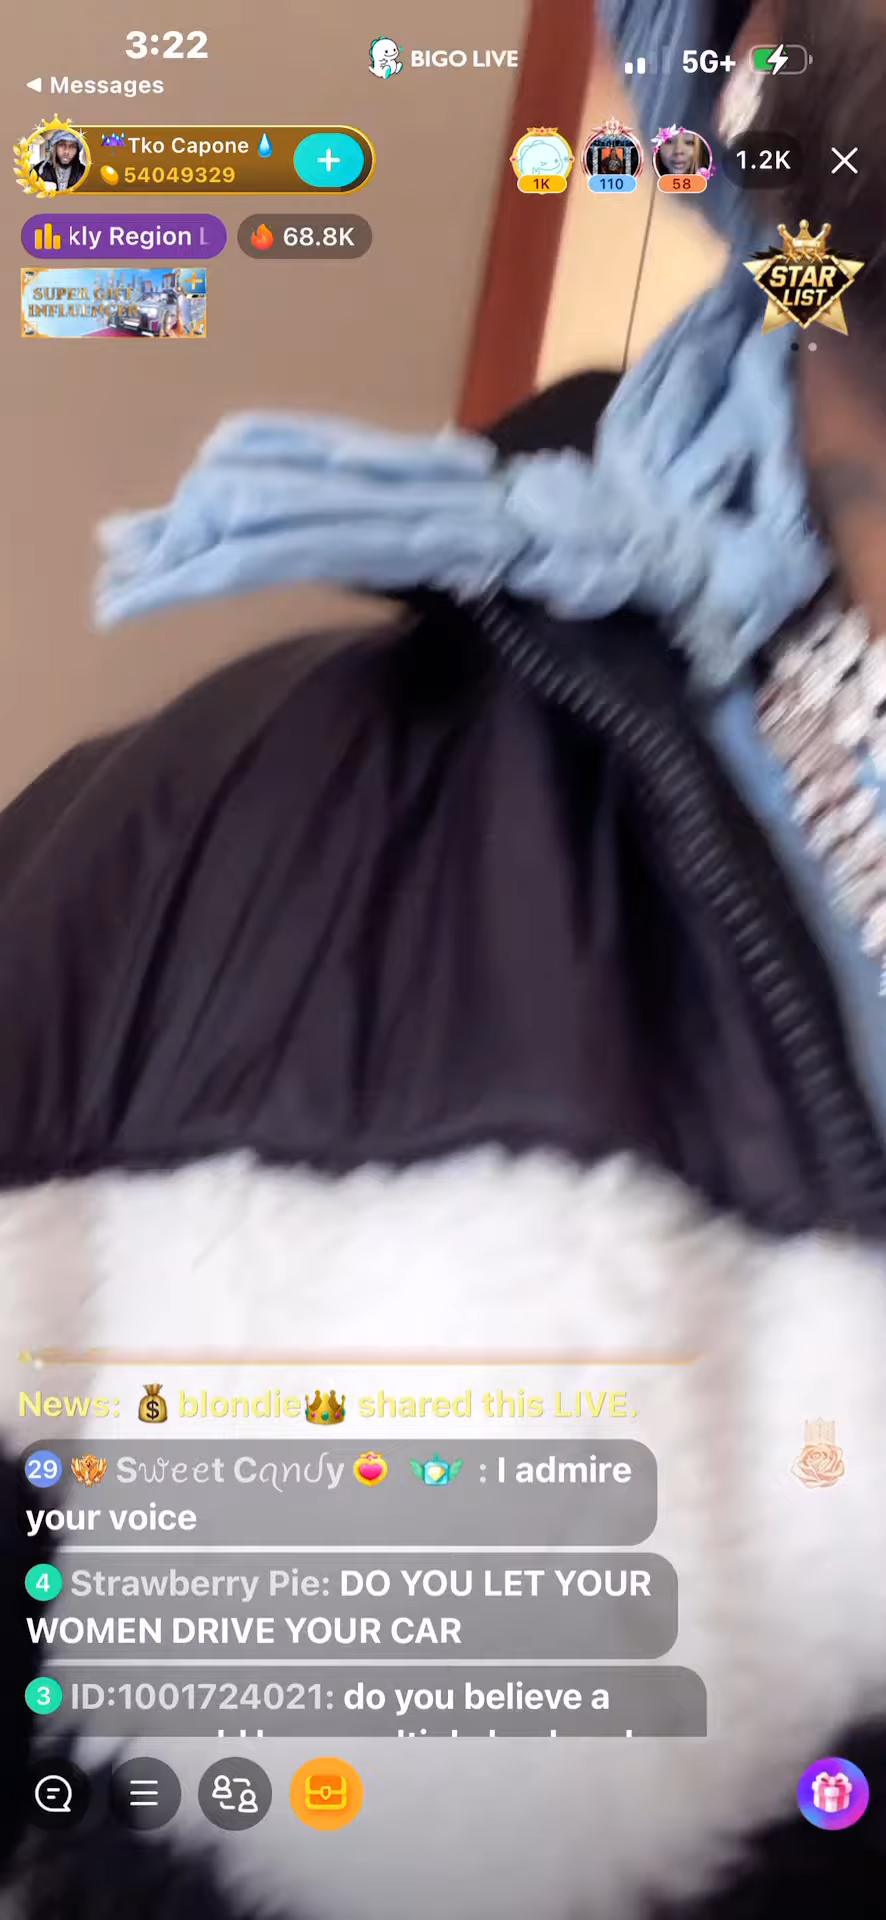 3:22
BIGO LIVE
5G+
Messages
Tko Capone
54049329
1K
110
58
1.2K
kly Region L
68.8K
SUPER GIFT
INFLUENCER
STAR
LIST
News: blondie shared this LIVE.
29 Sweet Candy : I admire
your voice
4 Strawberry Pie: DO YOU LET YOUR
WOMEN DRIVE YOUR CAR
3 ID:1001724021: do you believe a